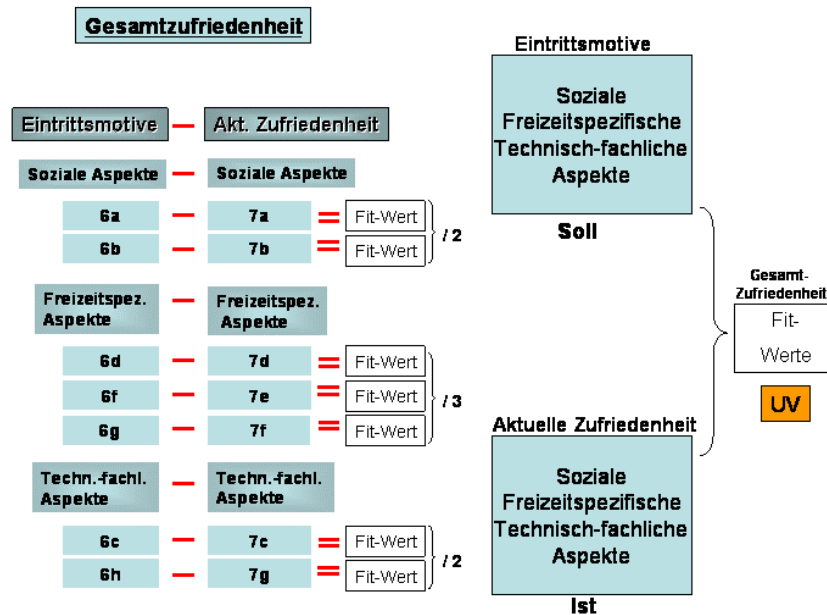 Gesamtzufriedenheit
Eintrittsmotive – Akt. Zufriedenheit
Soziale Aspekte – Soziale Aspekte
6a – 7a = Fit-Wert
6b – 7b = Fit-Wert
/ 2
Freizeitspez. – Freizeitspez.
Aspekte Aspekte
6d – 7d = Fit-Wert
6f – 7e = Fit-Wert
6g – 7f = Fit-Wert
/ 3
Techn.-fachl. – Techn.-fachl.
Aspekte Aspekte
6c – 7c = Fit-Wert
6h – 7g = Fit-Wert
/ 2
Eintrittsmotive
Soziale
Freizeitspezifische
Technisch-fachliche
Aspekte
Soll
Aktuelle Zufriedenheit
Soziale
Freizeitspezifische
Technisch-fachliche
Aspekte
Ist
Gesamt-
Zufriedenheit
Fit-
Werte
UV